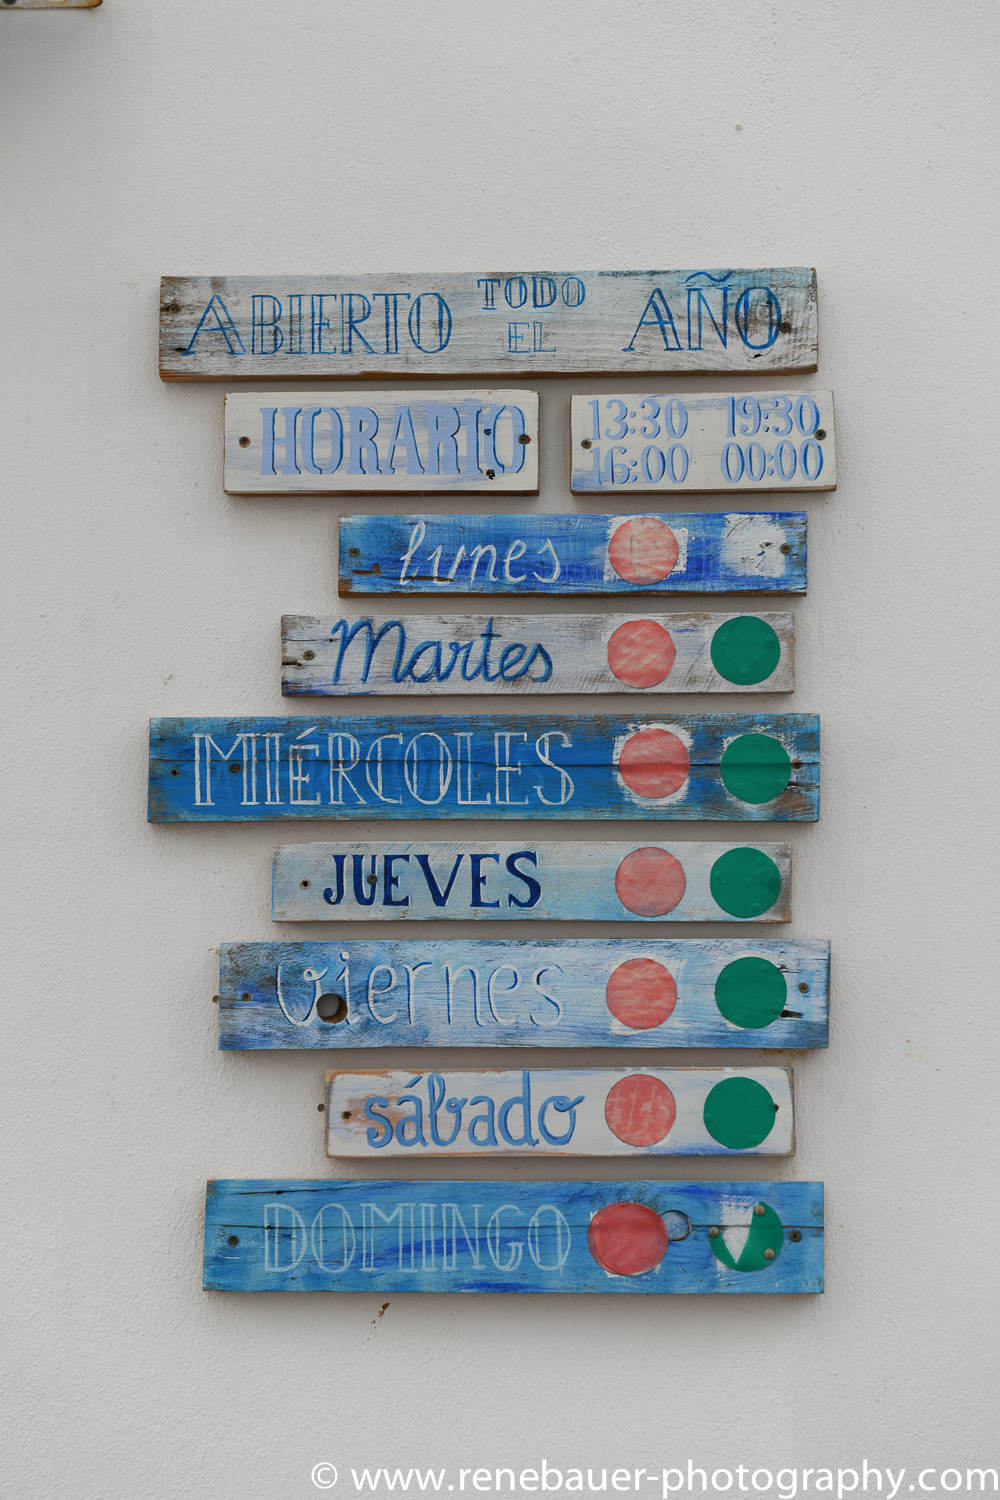 ABIERTO TODO EL AÑO
HORARIO
13:30 19:30
16:00 00:00
lunes
Martes
MIÉRCOLES
JUEVES
viernes
sábado
DOMINGO
© www.renebauer-photography.com